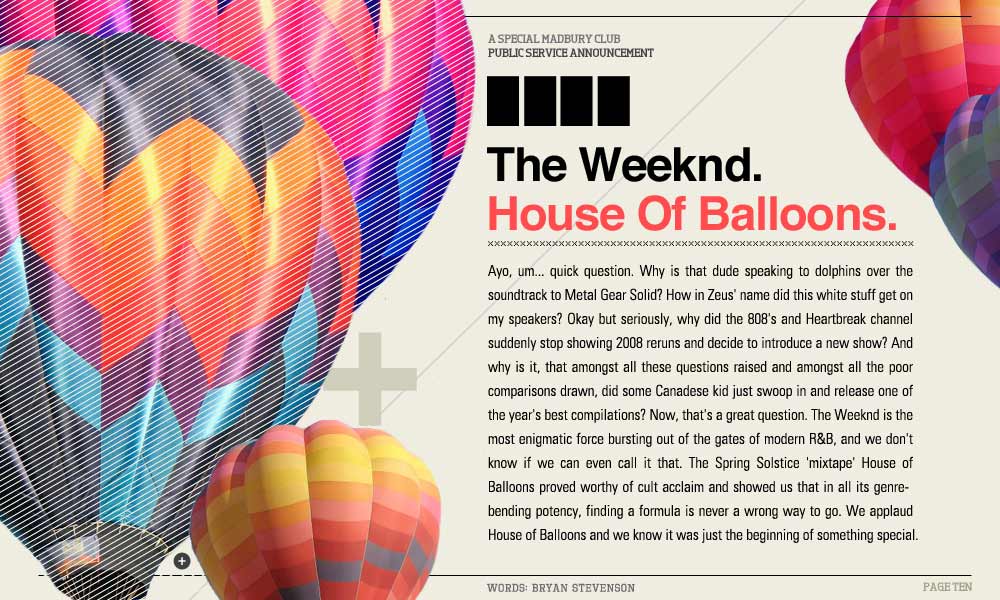 A SPECIAL MADBURY CLUB
PUBLIC SERVICE ANNOUNCEMENT
The Weeknd.
House Of Balloons.
Ayo, um... quick question. Why is that dude speaking to dolphins over the
soundtrack to Metal Gear Solid? How in Zeus' name did this white stuff get on
my speakers? Okay but seriously, why did the 808's and Heartbreak channel
suddenly stop showing 2008 reruns and decide to introduce a new show? And
why is it, that amongst all these questions raised and amongst all the poor
comparisons drawn, did some Canadese kid just swoop in and release one of
the year's best compilations? Now, that's a great question. The Weeknd is the
most enigmatic force bursting out of the gates of modern R&B, and we don't
know if we can even call it that. The Spring Solstice 'mixtape' House of
Balloons proved worthy of cult acclaim and showed us that in all its genre-
bending potency, finding a formula is never a wrong way to go. We applaud
House of Balloons and we know it was just the beginning of something special.
WORDS: BRYAN STEVENSON
PAGE TEN